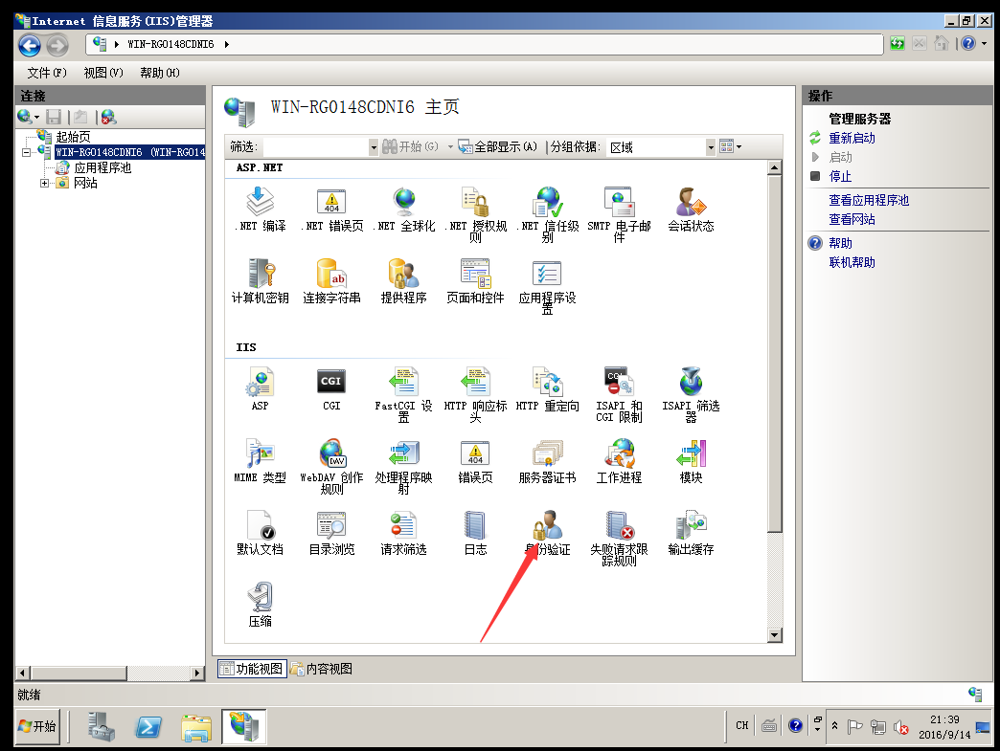 Internet 信息服务(IIS)管理器
WIN-RG0148CDNI6
文件(F) 视图(V) 帮助(H)
连接
起始页
WIN-RG0148CDNI6 (WIN-RG014
应用程序池
网站
WIN-RG0148CDNI6 主页
筛选: 开始(G) 全部显示(A) 分组依据: 区域
ASP.NET
.NET 编译
.NET 错误页
.NET 全球化
.NET 授权规
则
.NET 信任级
别
SMTP 电子邮
件
会话状态
计算机密钥
连接字符串
提供程序
页面和控件
应用程序设
置
IIS
ASP
CGI
CGI
FastCGI 设
置
HTTP 响应标
头
HTTP 重定向
ISAPI 和
CGI 限制
ISAPI 筛选
器
MIME 类型
WebDAV 创作
规则
处理程序映
射
错误页
服务器证书
工作进程
模块
默认文档
目录浏览
请求筛选
日志
身份验证
失败请求跟
踪规则
输出缓存
压缩
功能视图 内容视图
操作
管理服务器
重新启动
启动
停止
查看应用程序池
查看网站
帮助
联机帮助
就绪
开始
CH
21:39
2016/9/14